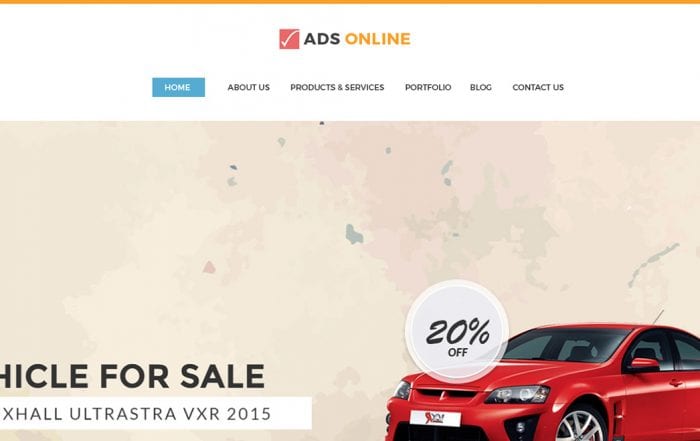 ADS ONLINE
HOME ABOUT US PRODUCTS & SERVICES PORTFOLIO BLOG CONTACT US
20%
OFF
HICLE FOR SALE
XHALL ULTRASTRA VXR 2015